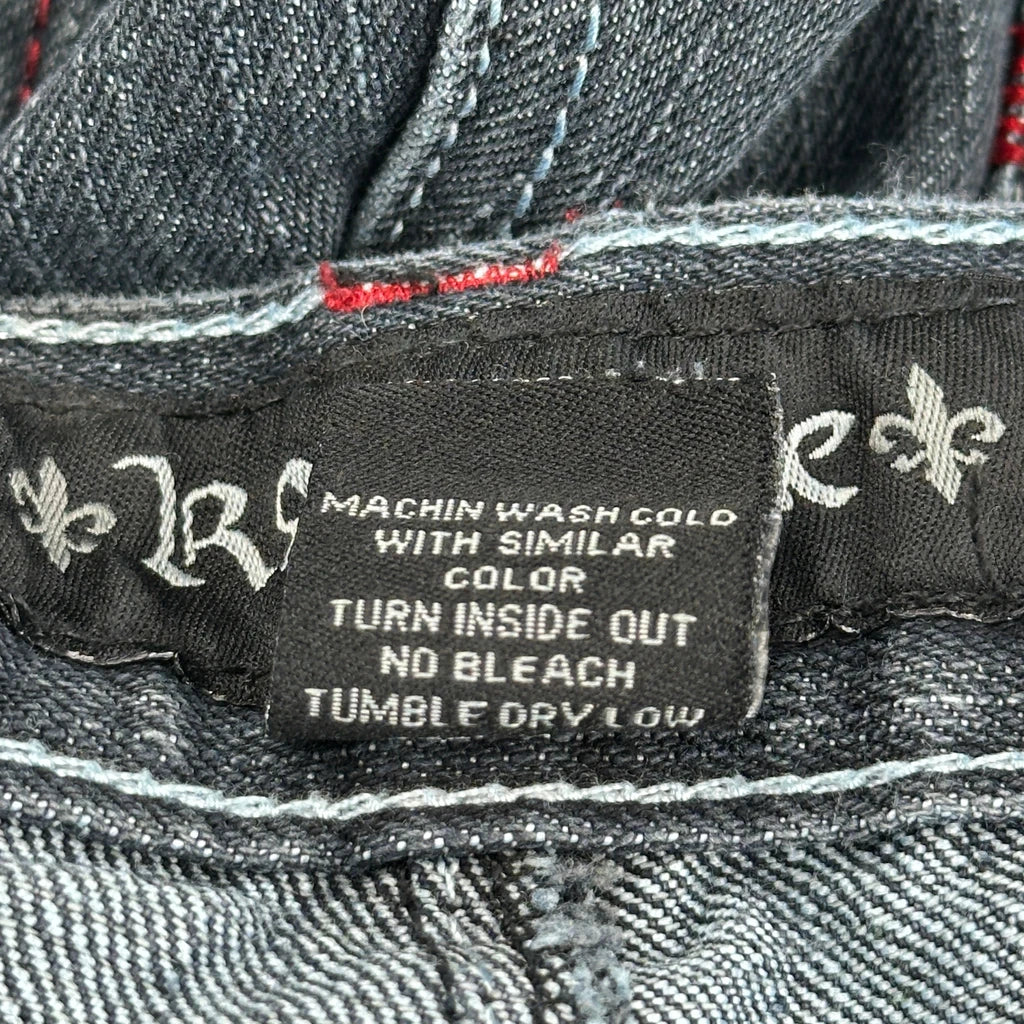 MACHIN WASH COLD
WITH SIMILAR
COLOR
TURN INSIDE OUT
NO BLEACH
TUMBLE DRY LOW